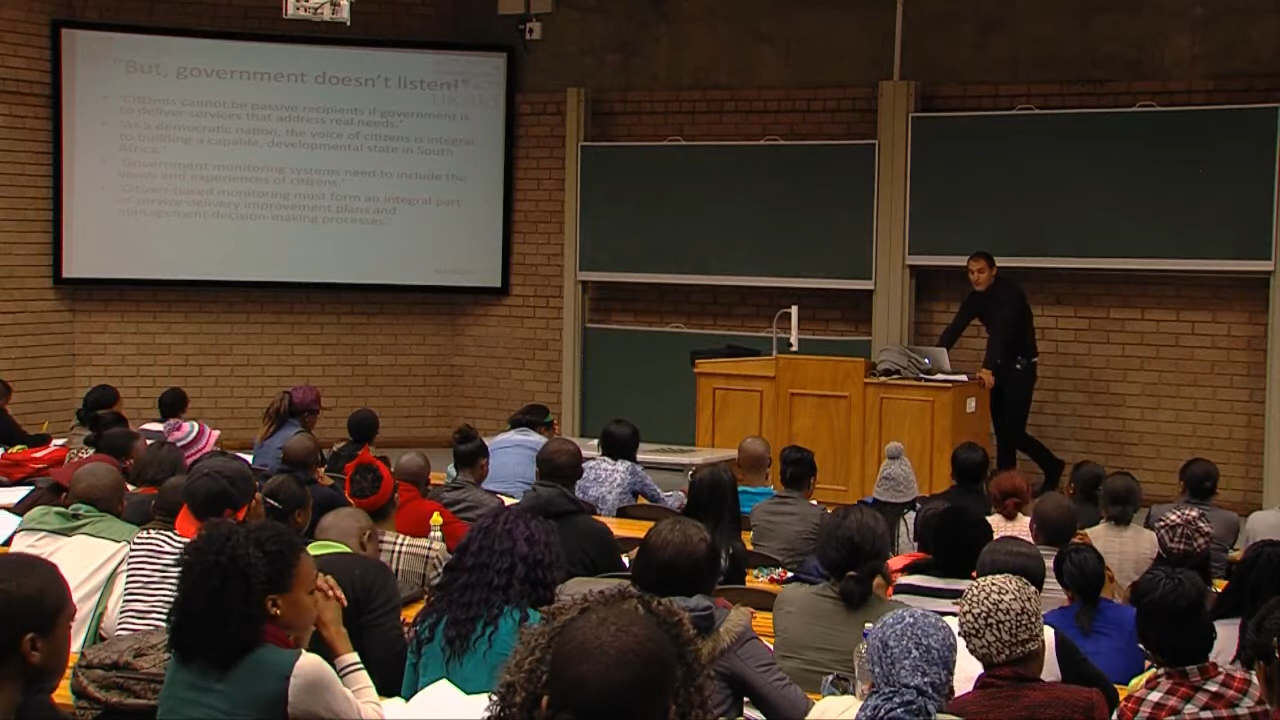 "But, government doesn't listen!"
• "Citizens cannot be passive recipients if government is
to deliver services that address real needs."
• "As a democratic nation, the voice of citizens is integral
to building a capable, developmental state in South
Africa."
• "Government monitoring systems need to include the
views and experiences of citizens."
• "Citizen-based monitoring must form an integral part
of service delivery improvement plans and
management decision-making processes."